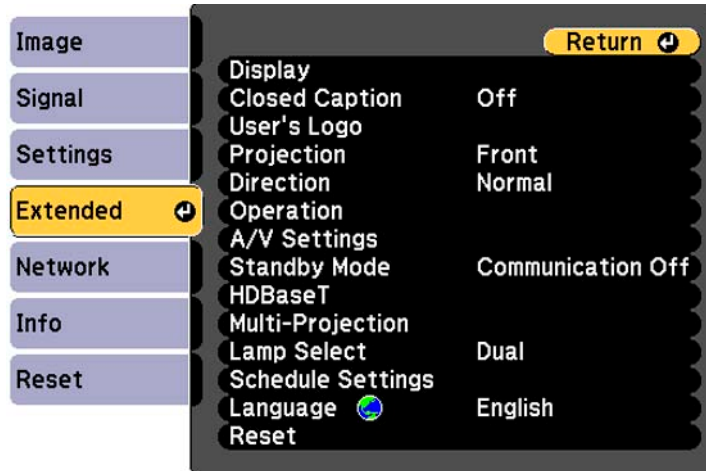 Image
Signal
Settings
Extended
Network
Info
Reset
Return
Display
Closed Caption Off
User's Logo
Projection Front
Direction Normal
Operation
A/V Settings
Standby Mode Communication Off
HDBaseT
Multi-Projection
Lamp Select Dual
Schedule Settings
Language English
Reset